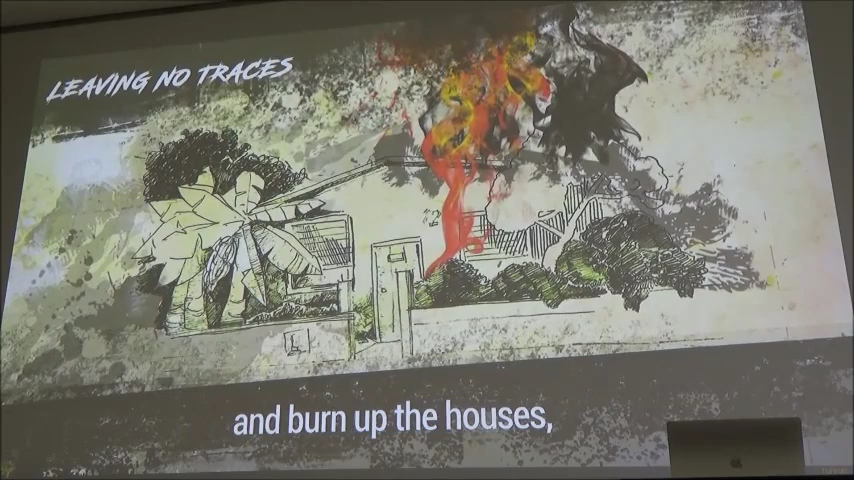 LEAVING NO TRACES
and burn up the houses,